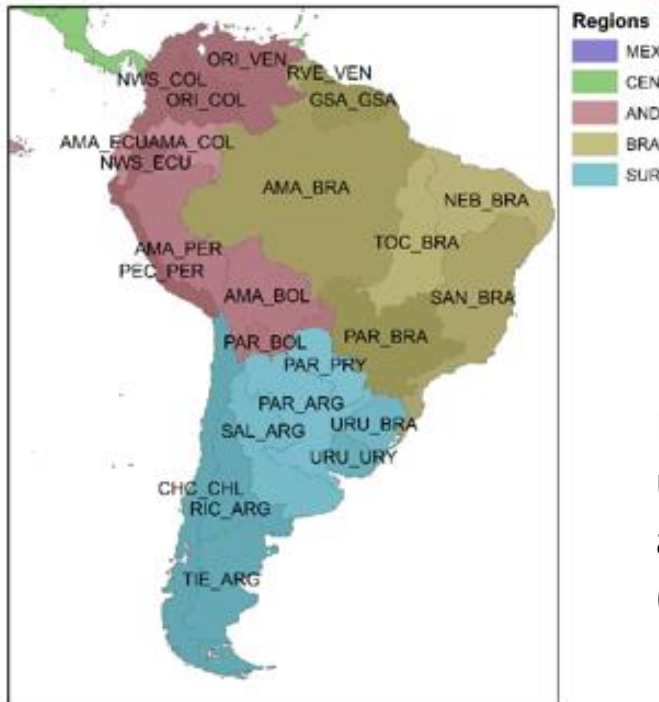 Regions
MEX
CEN
AND
BRA
SUR
ORI_VEN
RVE_VEN
NWS_COL
GSA_GSA
ORI_COL
AMA_ECUAMA_COL
NWS_ECU
AMA_BRA
NEB_BRA
TOC_BRA
AMA_PER
PEC_PER
AMA_BOL
SAN_BRA
PAR_BOL
PAR_BRA
PAR_PRY
PAR_ARG
URU_BRA
SAL_ARG
URU_URY
CHC_CHL
RIC_ARG
TIE_ARG